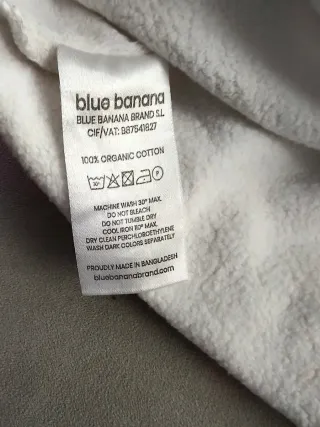 blue banana
BLUE BANANA BRAND S.L
CIF/VAT: B87541827
100% ORGANIC COTTON
30°
P
MACHINE WASH 30° MAX.
DO NOT BLEACH
DO NOT TUMBLE DRY
COOL IRON 110° MAX.
DRY CLEAN PERCHLOROETHYLENE
WASH DARK COLORS SEPARATELY
PROUDLY MADE IN BANGLADESH
bluebananabrand.com